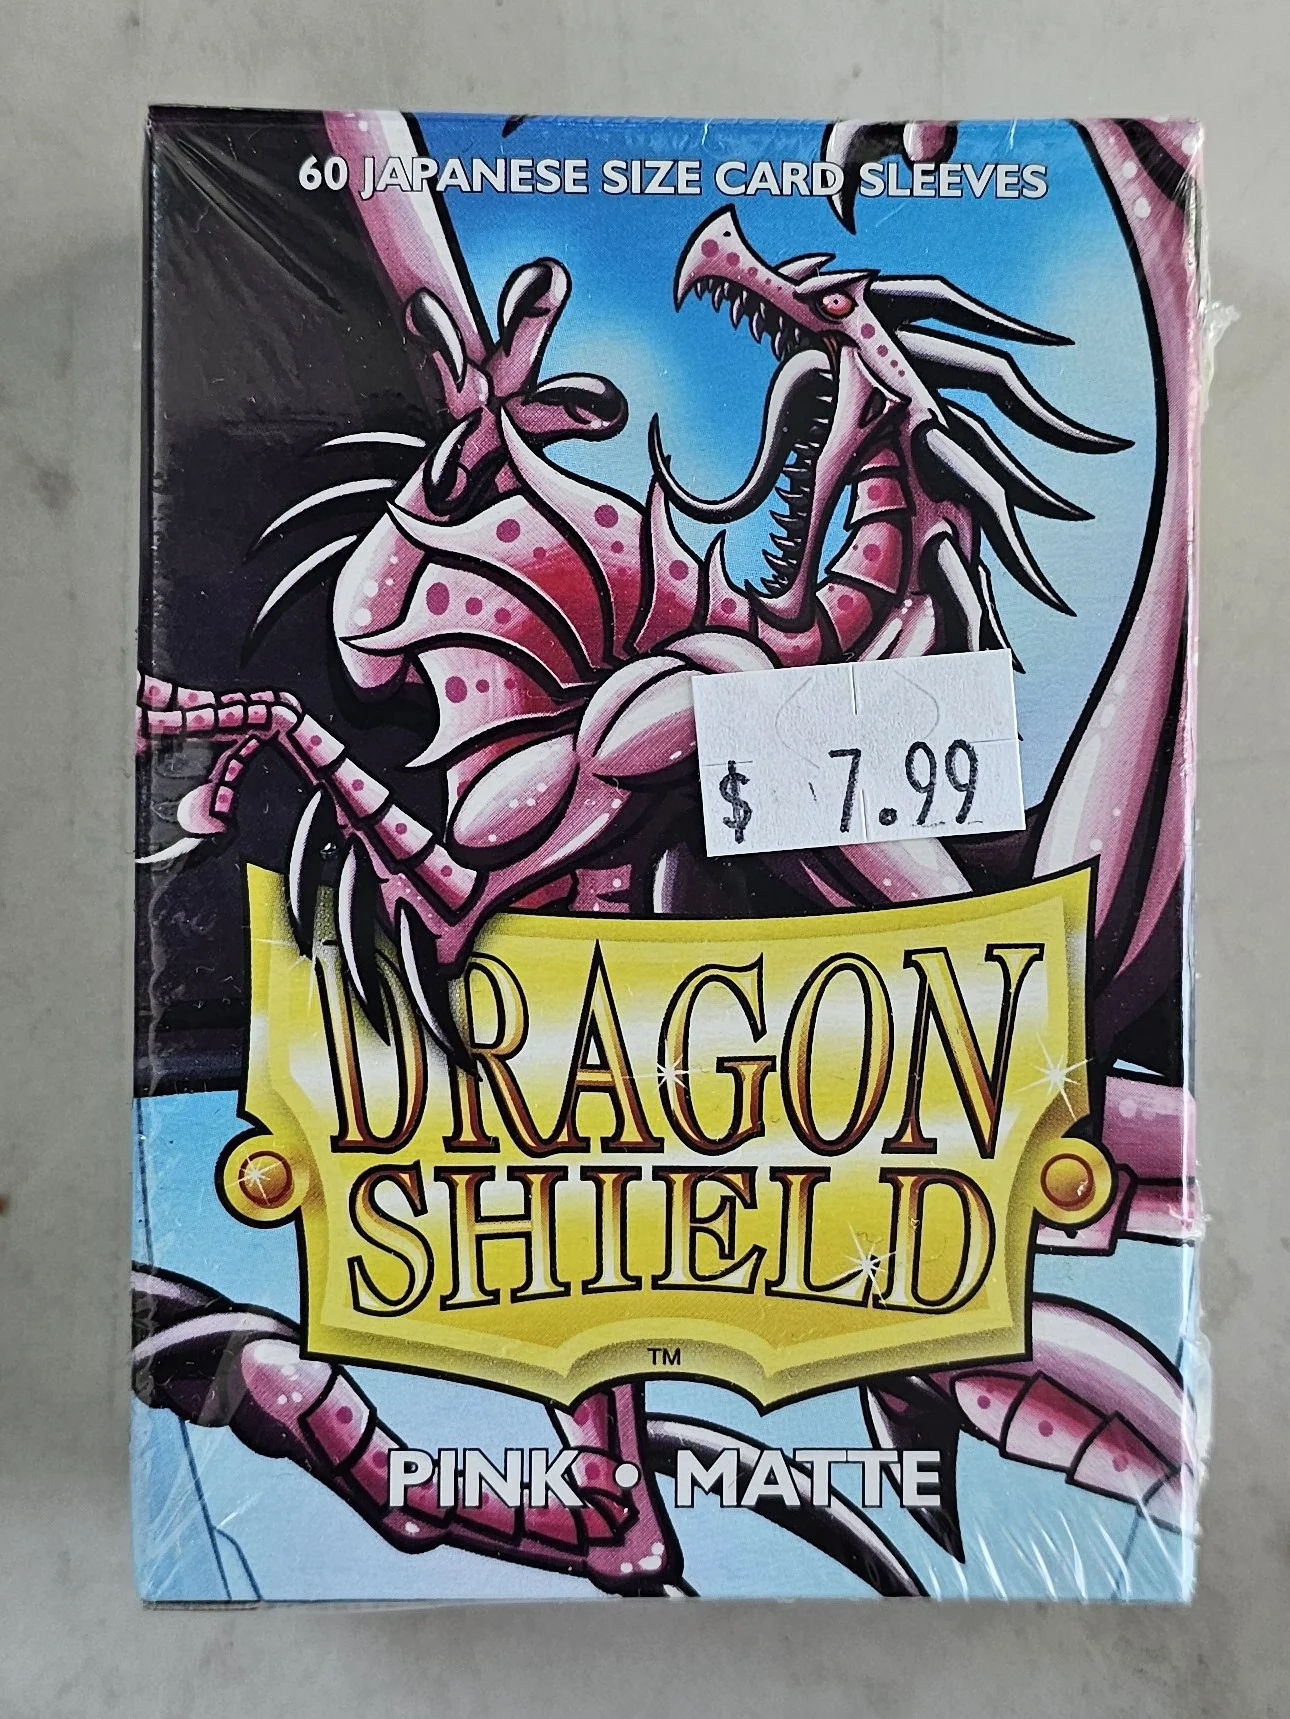 60 JAPANESE SIZE CARD SLEEVES
$ 7.99
DRAGON
SHIELD
TM
PINK • MATTE